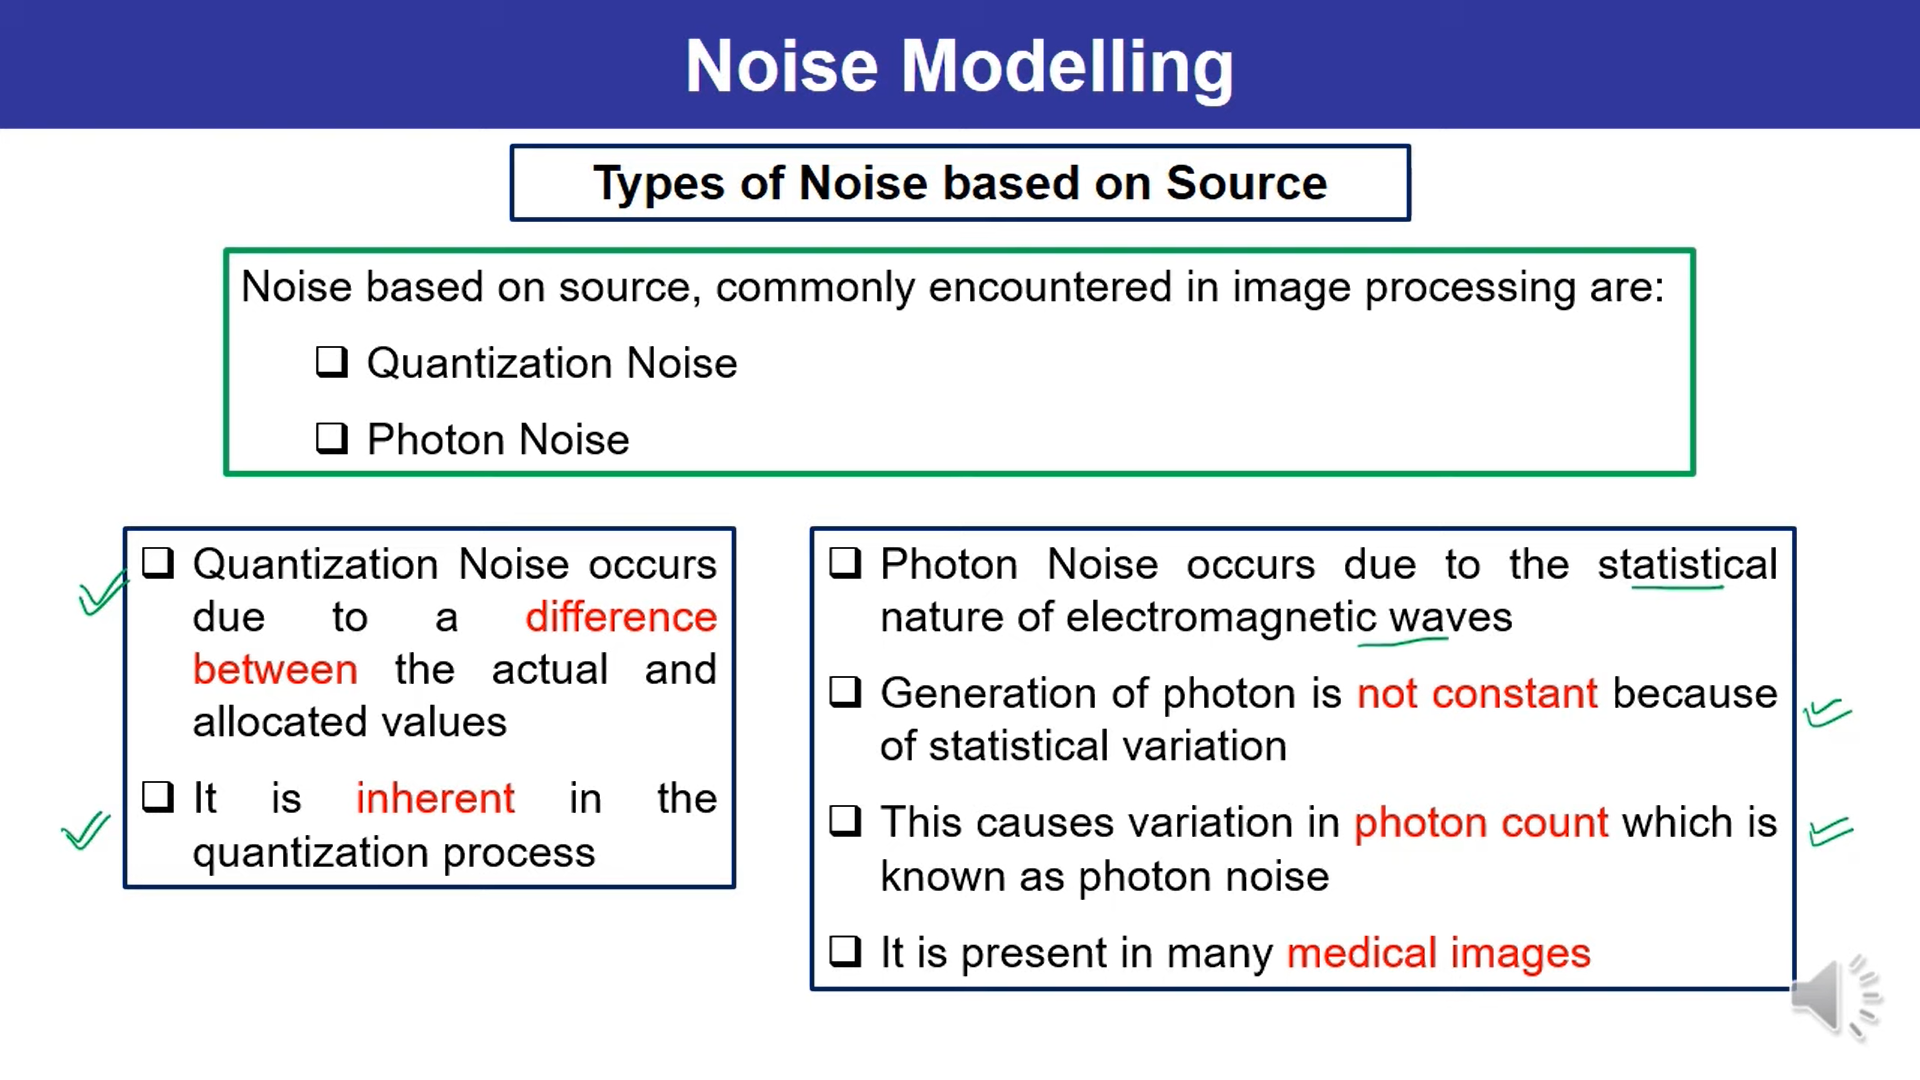 Noise Modelling
Types of Noise based on Source
Noise based on source, commonly encountered in image processing are:
Quantization Noise
Photon Noise
Quantization Noise occurs
due to a difference
between the actual and
allocated values
It is inherent in the
quantization process
Photon Noise occurs due to the statistical
nature of electromagnetic waves
Generation of photon is not constant because
of statistical variation
This causes variation in photon count which is
known as photon noise
It is present in many medical images